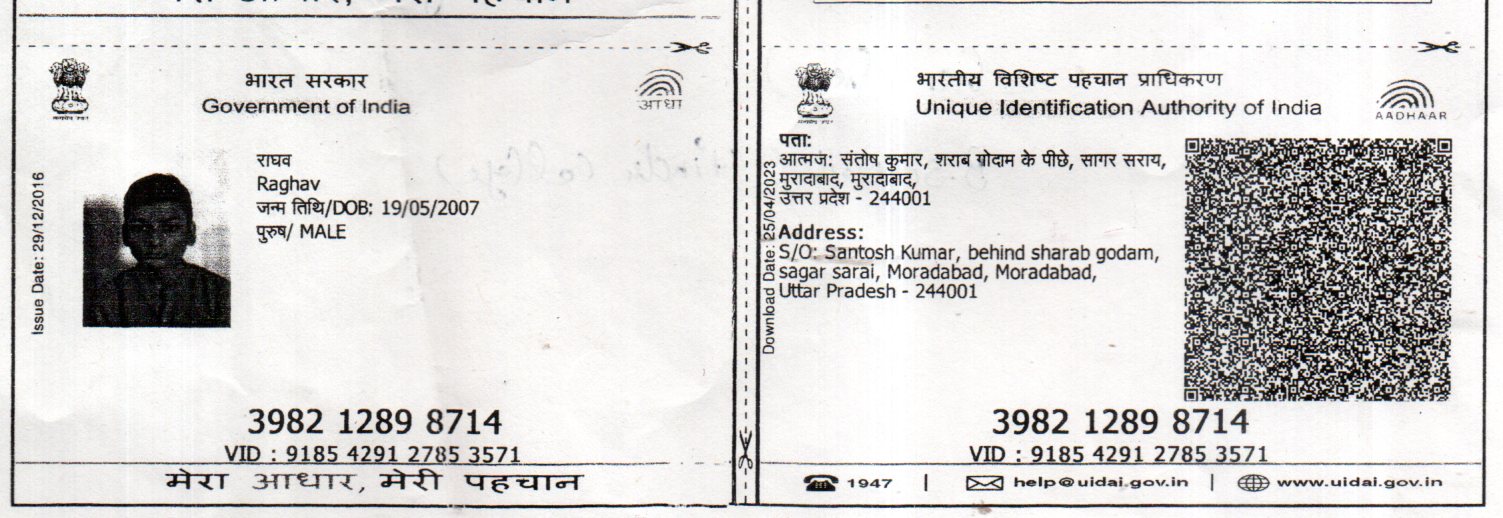 भारत सरकार
Government of India
आधा
Issue Date: 29/12/2016
राघव
Raghav
जन्म तिथि/DOB: 19/05/2007
पुरुष/ MALE
3982 1289 8714
VID : 9185 4291 2785 3571
मेरा आधार, मेरी पहचान
भारतीय विशिष्ट पहचान प्राधिकरण
Unique Identification Authority of India
AADHAAR
Download Date: 25/04/2023
पता:
आत्मज: संतोष कुमार, शराब गोदाम के पीछे, सागर सराय,
मुरादाबाद, मुरादाबाद,
उत्तर प्रदेश - 244001
Address:
S/O: Santosh Kumar, behind sharab godam,
sagar sarai, Moradabad, Moradabad,
Uttar Pradesh - 244001
3982 1289 8714
VID : 9185 4291 2785 3571
1947 | help@uidai.gov.in | www.uidai.gov.in